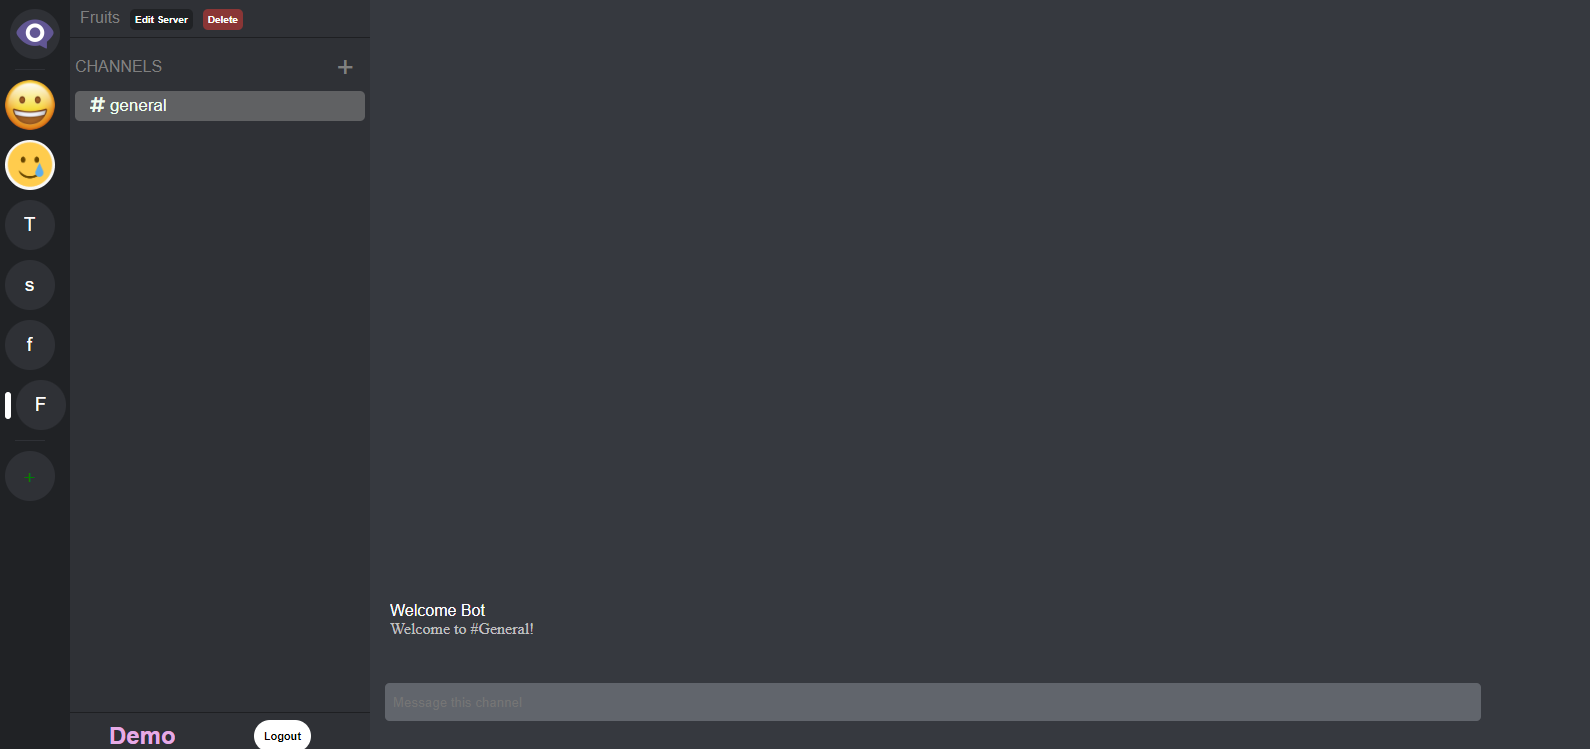 Fruits Edit Server Delete
CHANNELS +
# general
T
s
f
F
+
Welcome Bot
Welcome to #General!
Message this channel
Demo Logout